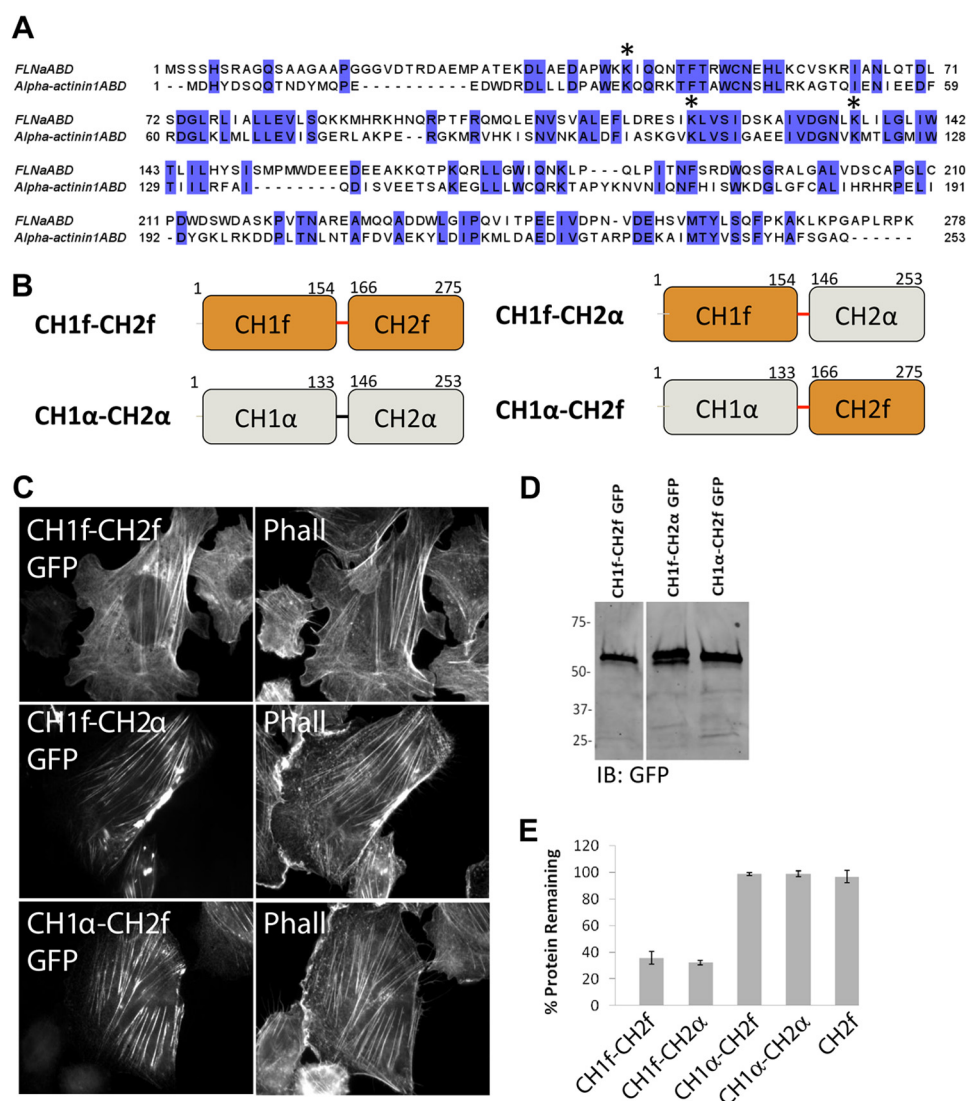 A
*
FLNaABD 1 MSSSHSRAGQSAAGAAPGGGVDTRDAEMPATEKDLAEDAPWKKIQQNTFTRWCNEHLKCVSKRIANLQTDL 71
Alpha-actinin1ABD 1 --MDHYDSQQTNDYMQPE----------EDWDRDLLLDPAWEKQQRKTFTAWCNSHLRKAGTQIENIEEDF 59
* *
FLNaABD 72 SDGLRLIALLEVLSQKKMHRKHNQRPTFRQMQLENVSVALEFLDRESIKLVSIDSKAIVDGNLKLILGLIW 142
Alpha-actinin1ABD 60 RDGLKLMLLLEVISGERLAKPE--RGKMRVHKISNVNKALDFIASKGVKLVSIGAEEIVDGNVKMTLGMIW 128
FLNaABD 143 TLILHYSISMPMWDEEEDEEAKKQTPKQRLLGWIQNKLP--QLPITNFSRDWQSGRALGALVDSCAPGLC 210
Alpha-actinin1ABD 129 TIILRFAI--------QDISVEETSAKEGLLLWCQRKTAPYKNVNIQNFHISWKDGLGFCALIHRHRPELI 191
FLNaABD 211 PDWDSWDASKPVTNAREAMQQADDWLGIPQVITPEEIVDPNV-DEHSVMTYLSQFPKAKLKPGAPLRPK 278
Alpha-actinin1ABD 192 -DYGKLRKDDPLTNLNTAFDVAEKYLDIPKMLDAEDIVGTARPDEKAIMTYVSSFYHAFSGAQ------ 253
B
1 154 166 275
CH1f-CH2f CH1f CH2f
1 154 146 253
CH1f-CH2α CH1f CH2α
1 133 146 253
CH1α-CH2α CH1α CH2α
1 133 166 275
CH1α-CH2f CH1α CH2f
C
CH1f-CH2f
GFP
Phall
CH1f-CH2α
GFP
Phall
CH1α-CH2f
GFP
Phall
D
CH1f-CH2f GFP
CH1f-CH2α GFP
CH1α-CH2f GFP
75-
50-
37-
25-
IB: GFP
E
% Protein Remaining
120
100
80
60
40
20
0
CH1f-CH2f
CH1f-CH2α
CH1α-CH2f
CH1α-CH2α
CH2f